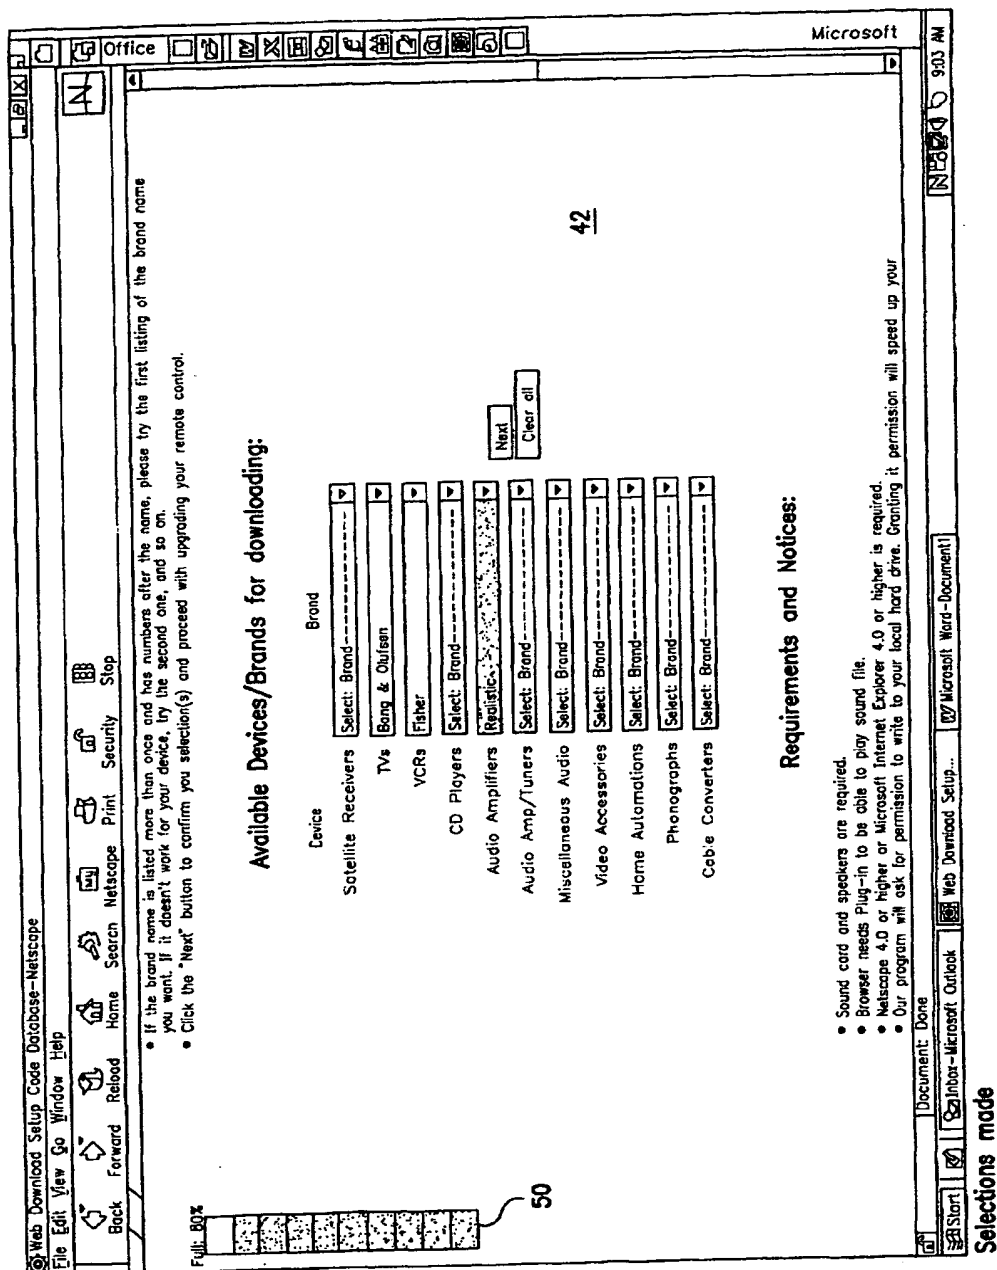 Web Download Setup Code Database-Netscape
File Edit View Go Window Help
Back Forward Reload Home Search Netscape Print Security Stop
N
Office
Microsoft
Full: 80%
50
• If the brand name is listed more than once and has numbers after the name, please try the first listing of the brand name
you want. If it doesn't work for your device, try the second one, and so on.
• Click the "Next" button to confirm you selection(s) and proceed with upgrading your remote control.
Available Devices/Brands for downloading:
Device Brand
Satellite Receivers Select: Brand-----------
TVs Bang & Olufsen
VCRs Fisher
CD Players Select: Brand-----------
Audio Amplifiers Realistic
Next
Audio Amp/Tuners Select: Brand-----------
Clear all
Miscellaneous Audio Select: Brand-----------
Video Accessories Select: Brand-----------
Home Automations Select: Brand-----------
Phonographs Select: Brand-----------
Cable Converters Select: Brand-----------
42
Requirements and Notices:
• Sound card and speakers are required.
• Browser needs Plug-in to be able to play sound file.
• Netscape 4.0 or higher or Microsoft Internet Explorer 4.0 or higher is required.
• Our program will ask for permission to write to your local hard drive. Granting it permission will speed up your
Document: Done
Start Inbox-Microsoft Outlook Web Download Setup... Microsoft Word-Document1 9:03 AM
Selections made